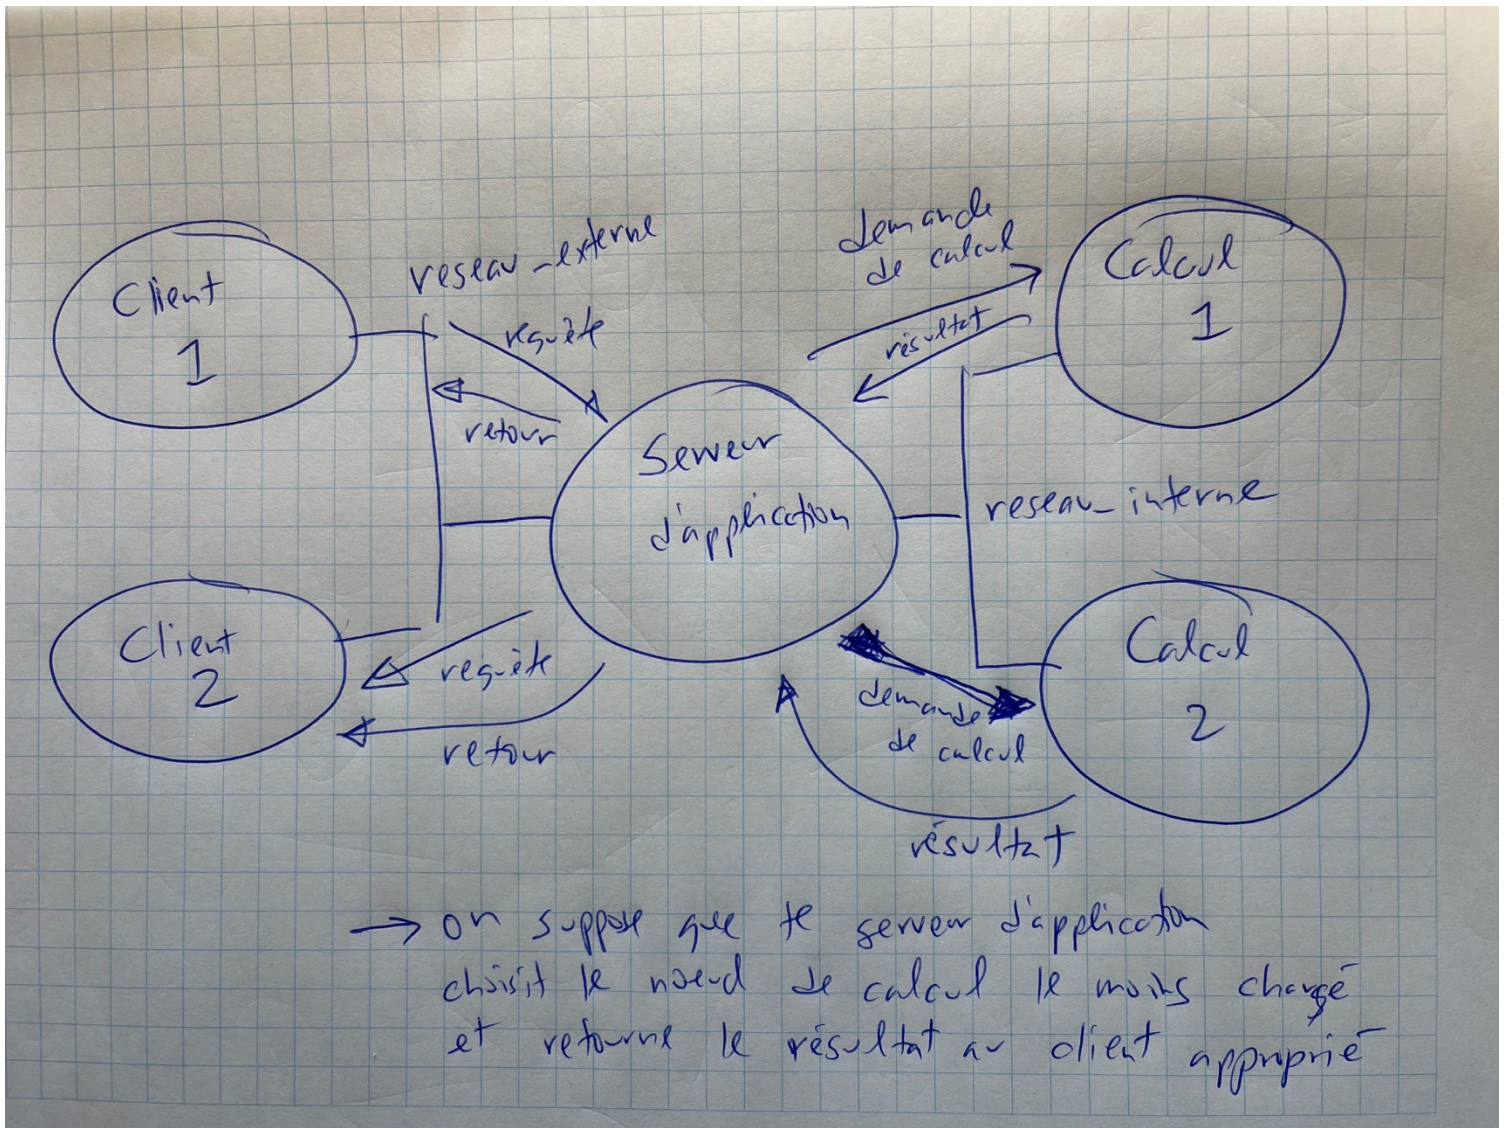 Client
1
reseau_externe
requête
retour
demande
de calcul
résultat
Calcul
1
Serveur
d'application
reseau_interne
Client
2
requête
retour
demande
de calcul
résultat
Calcul
2
→ on suppose que le serveur d'application
choisit le noeud de calcul le moins chargé
et retourne le résultat au client approprié